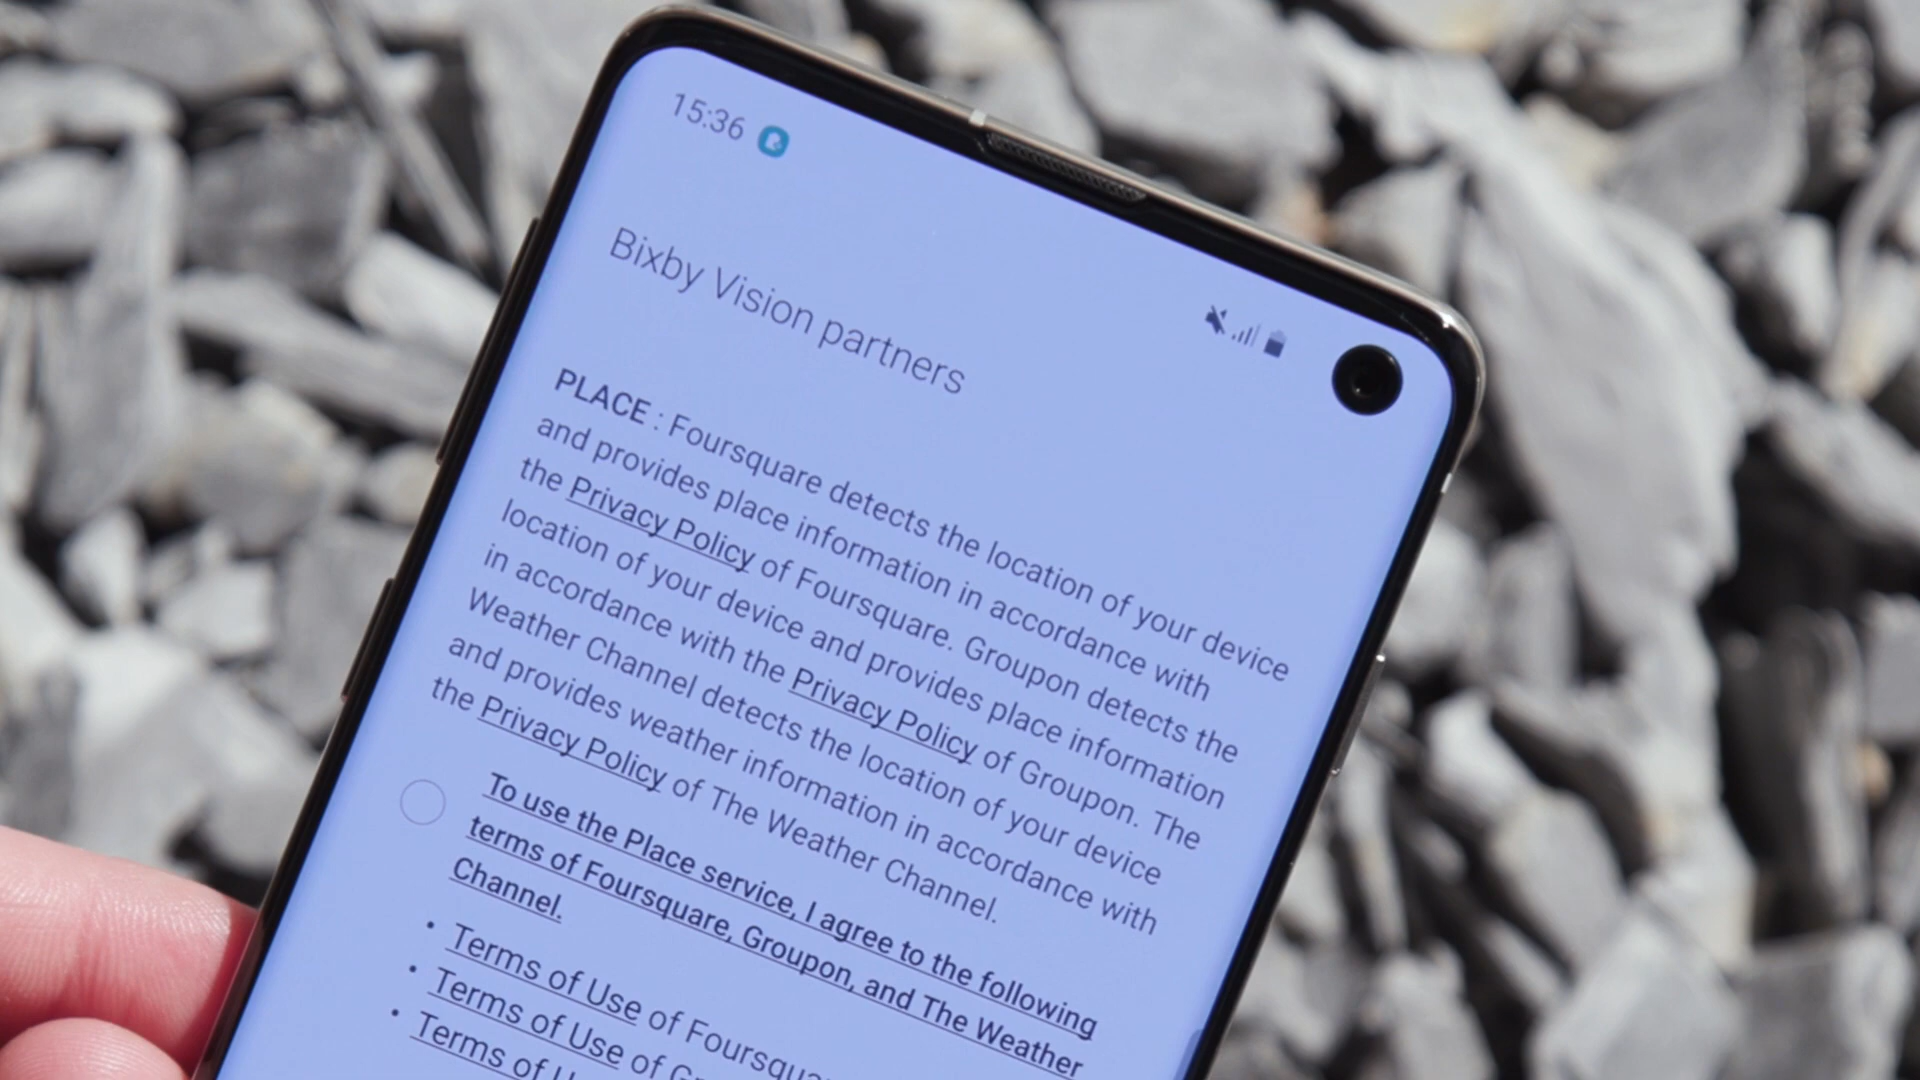 15:36
Bixby Vision partners
PLACE : Foursquare detects the location of your device
and provides place information in accordance with
the Privacy Policy of Foursquare. Groupon detects the
location of your device and provides place information
in accordance with the Privacy Policy of Groupon. The
Weather Channel detects the location of your device
and provides weather information in accordance with
the Privacy Policy of The Weather Channel.
To use the Place service, I agree to the following
terms of Foursquare, Groupon, and The Weather
Channel.
• Terms of Use of Foursqua
• Terms of Use of Gr
• Terms of U